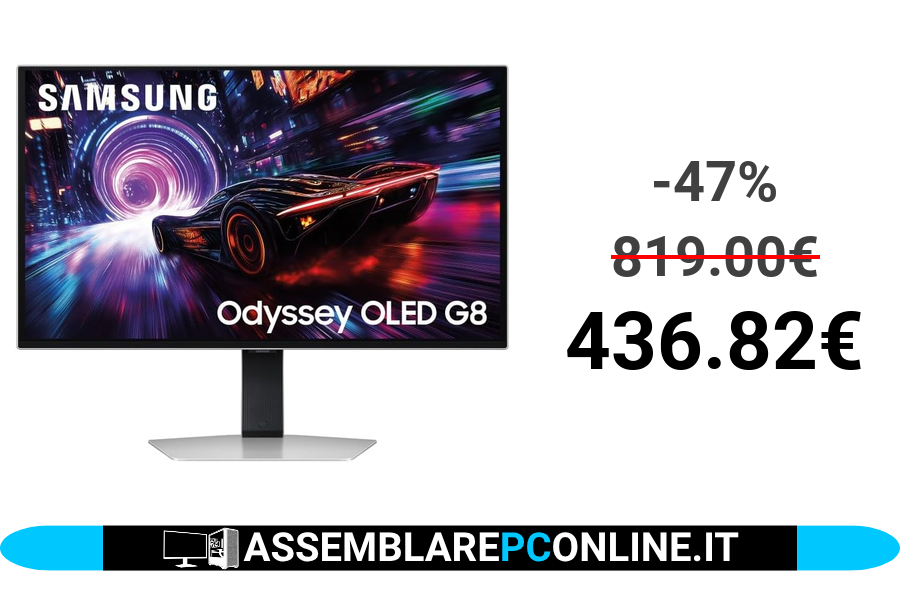 SAMSUNG
Odyssey OLED G8
-47%
819.00€
436.82€
ASSEMBLAREPCONLINE.IT